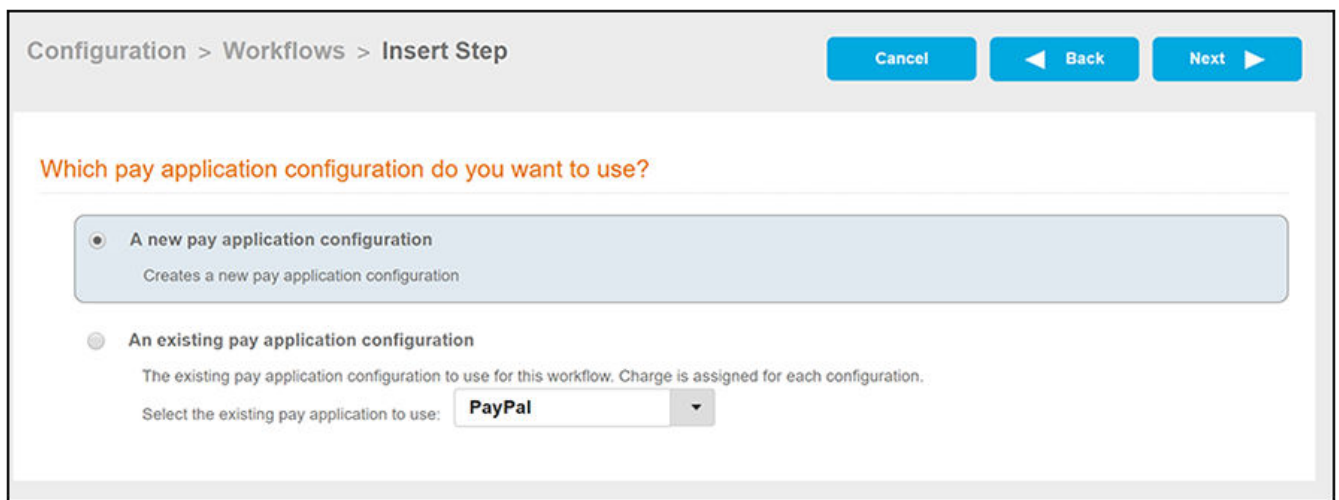 Configuration > Workflows > Insert Step
Cancel
Back
Next
Which pay application configuration do you want to use?
A new pay application configuration
Creates a new pay application configuration
An existing pay application configuration
The existing pay application configuration to use for this workflow. Charge is assigned for each configuration.
Select the existing pay application to use: PayPal